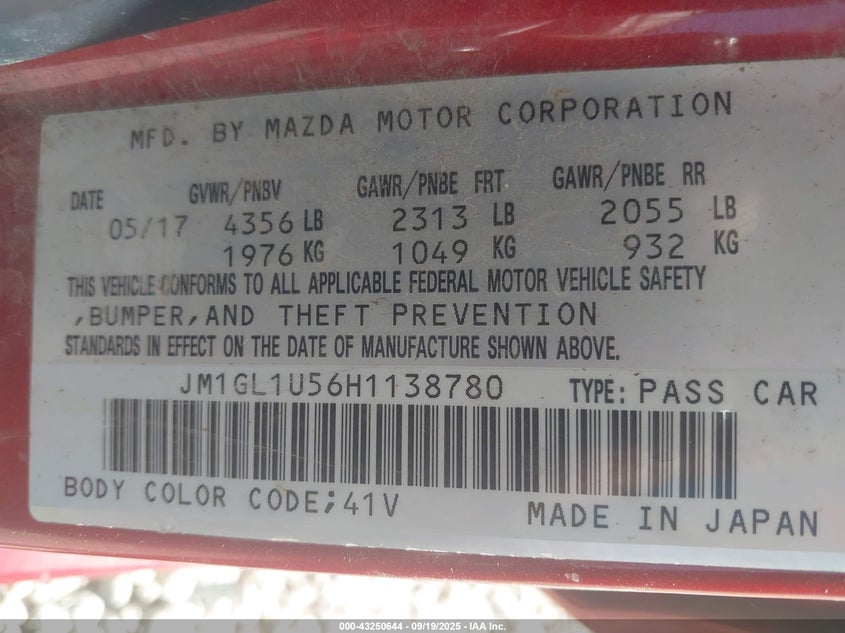 MFD. BY MAZDA MOTOR CORPORATION
DATE GVWR/PNBV GAWR/PNBE FRT GAWR/PNBE RR
05/17 4356 LB 2313 LB 2055 LB
1976 KG 1049 KG 932 KG
THIS VEHICLE CONFORMS TO ALL APPLICABLE FEDERAL MOTOR VEHICLE SAFETY
,BUMPER,AND THEFT PREVENTION
STANDARDS IN EFFECT ON THE DATE OF MANUFACTURE SHOWN ABOVE.
JM1GL1U56H1138780 TYPE: PASS CAR
BODY COLOR CODE;41V
MADE IN JAPAN
000-43250644 - 09/19/2025 - IAA Inc.